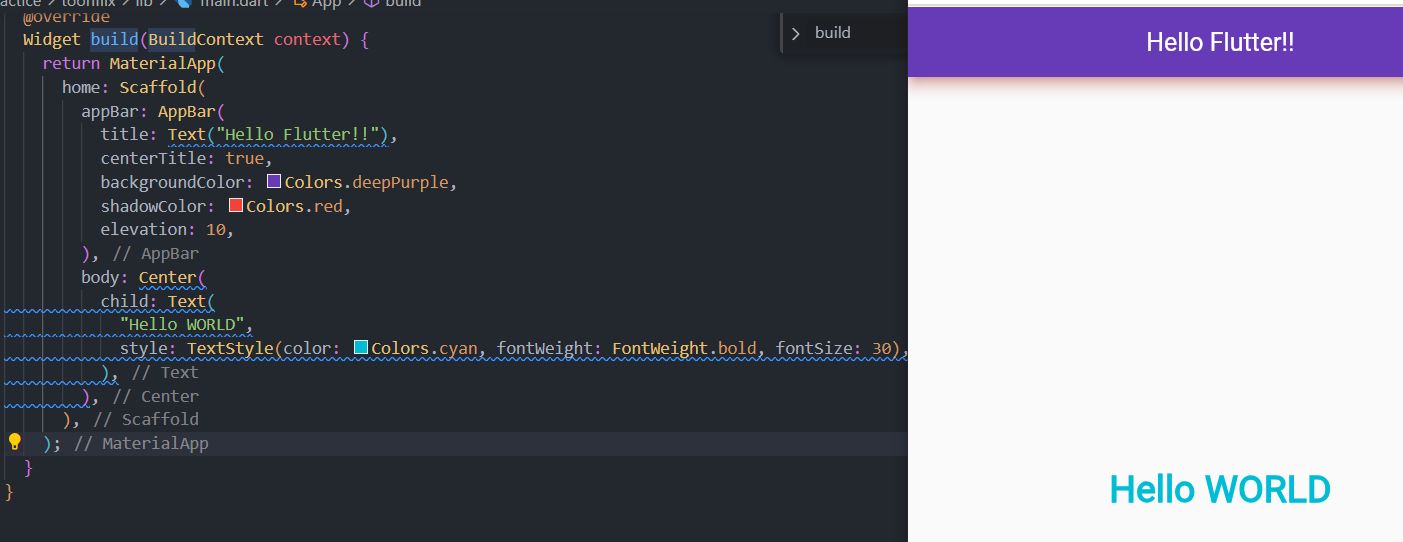 lib > main.dart > App > build
@override
Widget build(BuildContext context) {
return MaterialApp(
home: Scaffold(
appBar: AppBar(
title: Text("Hello Flutter!!"),
centerTitle: true,
backgroundColor: Colors.deepPurple,
shadowColor: Colors.red,
elevation: 10,
), // AppBar
body: Center(
child: Text(
"Hello WORLD",
style: TextStyle(color: Colors.cyan, fontWeight: FontWeight.bold, fontSize: 30),
), // Text
), // Center
), // Scaffold
); // MaterialApp
}
}
> build
Hello Flutter!!
Hello WORLD